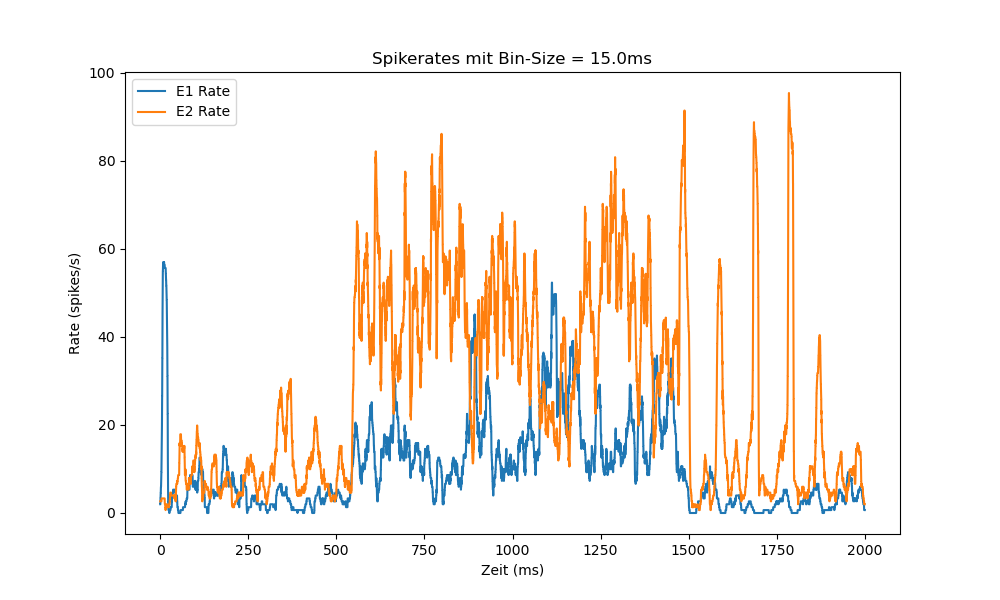 Spikerates mit Bin-Size = 15.0ms
E1 Rate
E2 Rate
100
80
60
40
20
0
Rate (spikes/s)
0 250 500 750 1000 1250 1500 1750 2000
Zeit (ms)